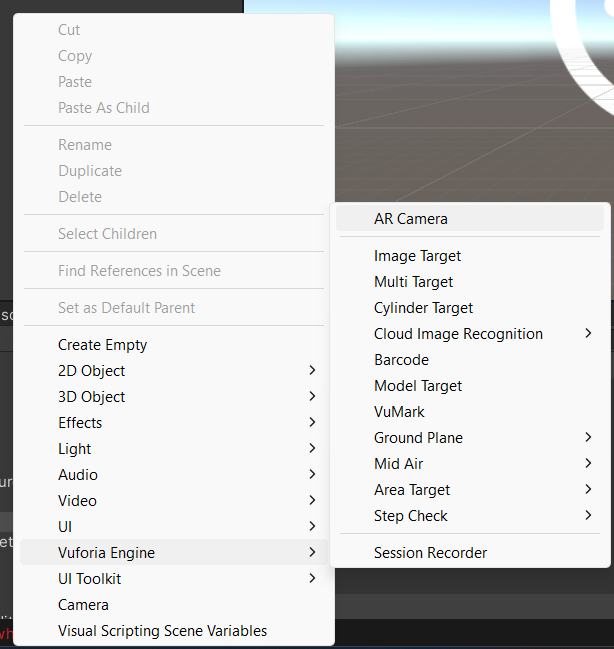 Cut
Copy
Paste
Paste As Child
Rename
Duplicate
Delete
Select Children
Find References in Scene
Set as Default Parent
Create Empty
2D Object
3D Object
Effects
Light
Audio
Video
UI
Vuforia Engine
UI Toolkit
Camera
Visual Scripting Scene Variables
AR Camera
Image Target
Multi Target
Cylinder Target
Cloud Image Recognition
Barcode
Model Target
VuMark
Ground Plane
Mid Air
Area Target
Step Check
Session Recorder